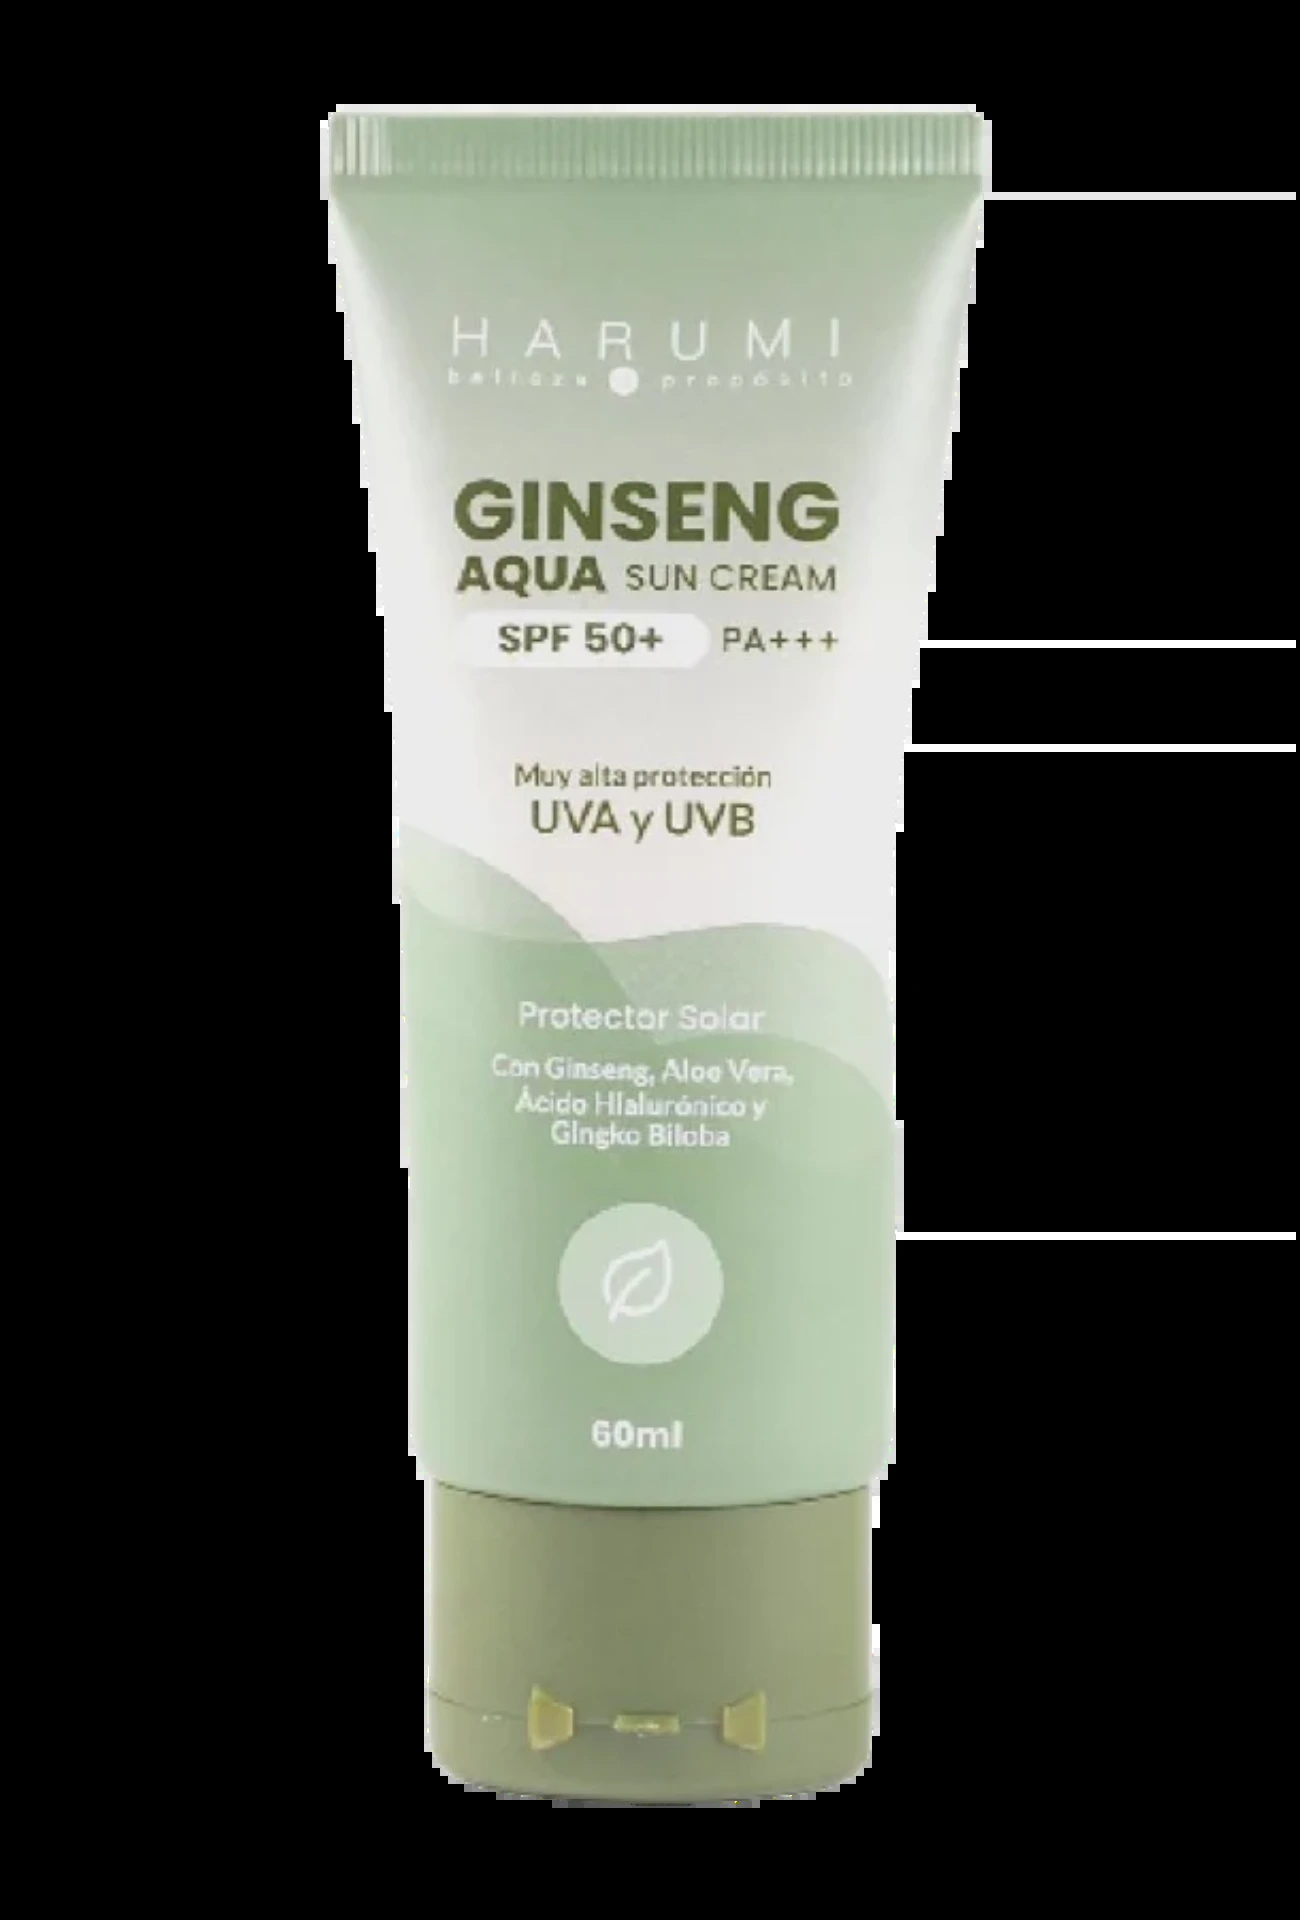 HARUMI
belleza propósito
GINSENG
AQUA SUN CREAM
SPF 50+ PA+++
Muy alta protección
UVA y UVB
Protector Solar
Con Ginseng, Aloe Vera,
Ácido Hialurónico y
Gingko Biloba
60ml